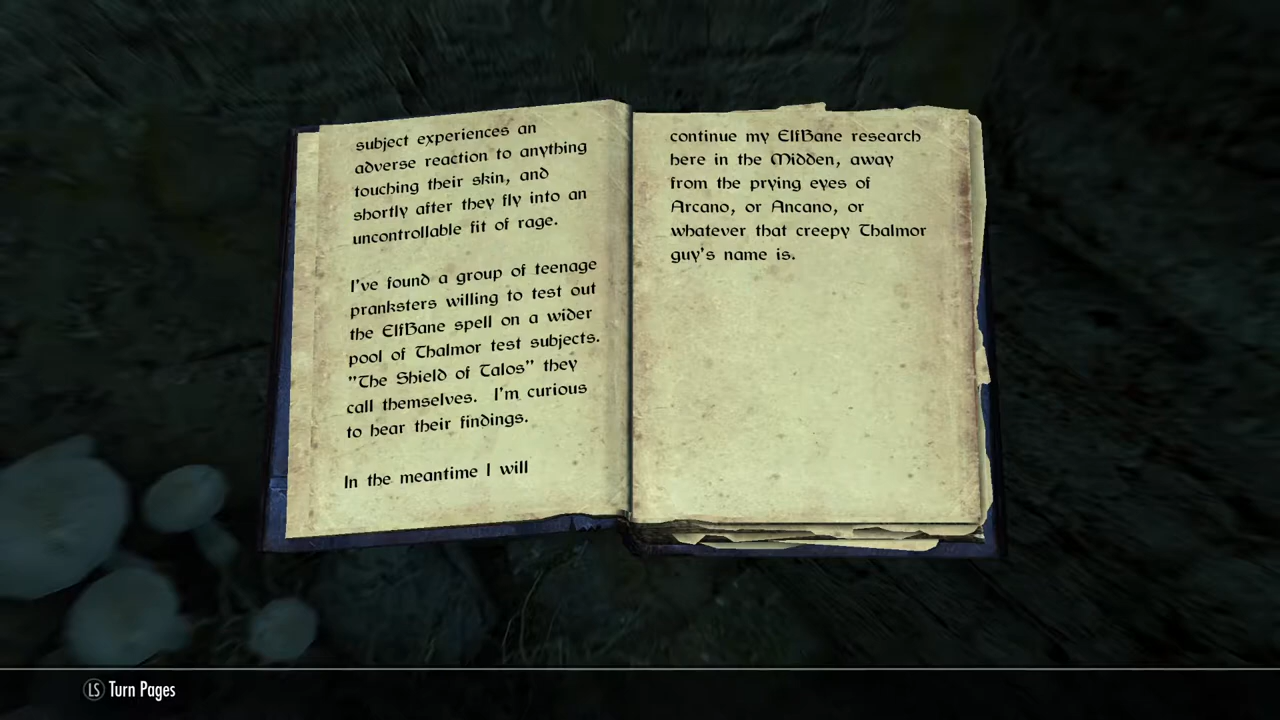 subject experiences an
adverse reaction to anything
touching their skin, and
shortly after they fly into an
uncontrollable fit of rage.
I've found a group of teenage
pranksters willing to test out
the ElfBane spell on a wider
pool of Thalmor test subjects.
"The Shield of Talos" they
call themselves. I'm curious
to hear their findings.
In the meantime I will
continue my ElfBane research
here in the Midden, away
from the prying eyes of
Arcano, or Ancano, or
whatever that creepy Thalmor
guy's name is.
LS Turn Pages